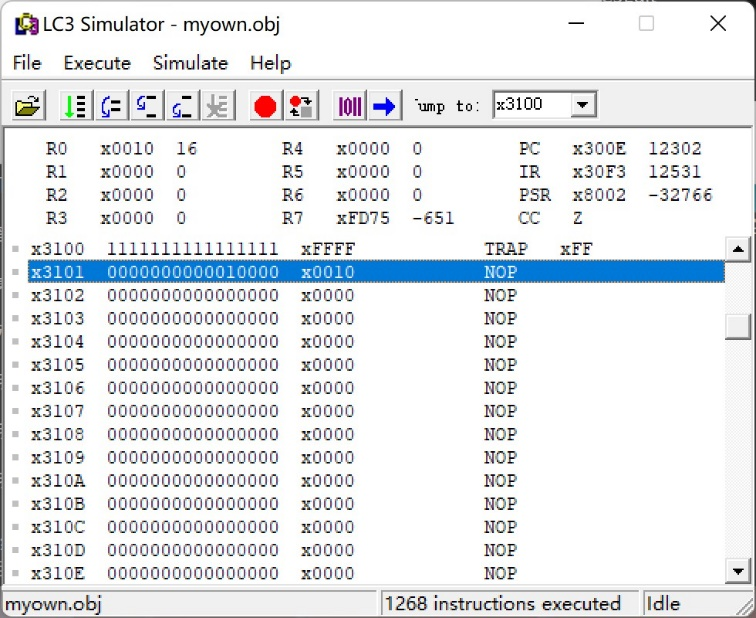 LC3 Simulator - myown.obj
File Execute Simulate Help
Jump to: x3100
R0 x0010 16 R4 x0000 0 PC x300E 12302
R1 x0000 0 R5 x0000 0 IR x30F3 12531
R2 x0000 0 R6 x0000 0 PSR x8002 -32766
R3 x0000 0 R7 xFD75 -651 CC Z
x3100 1111111111111111 xFFFF TRAP xFF
x3101 0000000000010000 x0010 NOP
x3102 0000000000000000 x0000 NOP
x3103 0000000000000000 x0000 NOP
x3104 0000000000000000 x0000 NOP
x3105 0000000000000000 x0000 NOP
x3106 0000000000000000 x0000 NOP
x3107 0000000000000000 x0000 NOP
x3108 0000000000000000 x0000 NOP
x3109 0000000000000000 x0000 NOP
x310A 0000000000000000 x0000 NOP
x310B 0000000000000000 x0000 NOP
x310C 0000000000000000 x0000 NOP
x310D 0000000000000000 x0000 NOP
x310E 0000000000000000 x0000 NOP
myown.obj 1268 instructions executed Idle